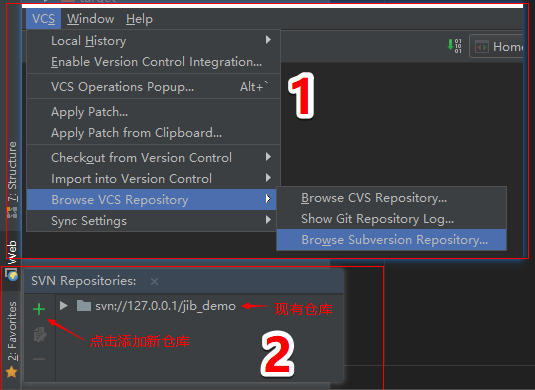 target
VCS Window Help
Local History
Enable Version Control Integration...
VCS Operations Popup... Alt+`
Apply Patch...
Apply Patch from Clipboard...
Checkout from Version Control
Import into Version Control
Browse VCS Repository
Sync Settings
Browse CVS Repository...
Show Git Repository Log...
Browse Subversion Repository...
Home
1
7: Structure
Web
2: Favorites
SVN Repositories:
svn://127.0.0.1/jib_demo
现有仓库
点击添加新仓库
2